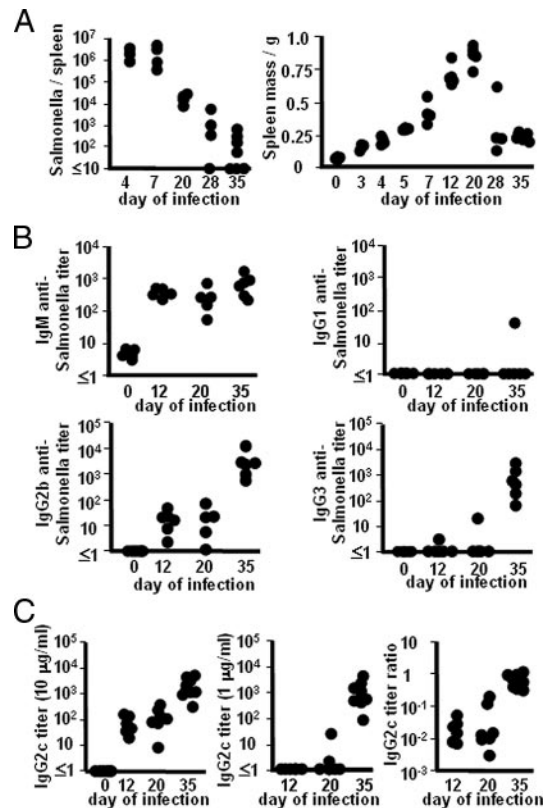 A
Salmonella / spleen
10⁷
10⁶
10⁵
10⁴
10³
10²
≤10
4 7 20 28 35
day of infection
Spleen mass / g
1.0
0.75
0.5
0.25
0
0 3 4 5 7 12 20 28 35
day of infection
B
IgM anti-
Salmonella titer
10⁴
10³
10²
10
≤1
0 12 20 35
day of infection
IgG1 anti-
Salmonella titer
10⁴
10³
10²
10
≤1
0 12 20 35
day of infection
IgG2b anti-
Salmonella titer
10⁵
10⁴
10³
10²
10
≤1
0 12 20 35
day of infection
IgG3 anti-
Salmonella titer
10⁵
10⁴
10³
10²
10
≤1
0 12 20 35
day of infection
C
IgG2c titer (10 µg/ml)
10⁵
10⁴
10³
10²
10
≤1
0 12 20 35
day of infection
IgG2c titer (1 µg/ml)
10⁵
10⁴
10³
10²
10
≤1
12 20 35
day of infection
IgG2c titer ratio
10¹
1
10⁻¹
10⁻²
10⁻³
12 20 35
day of infection